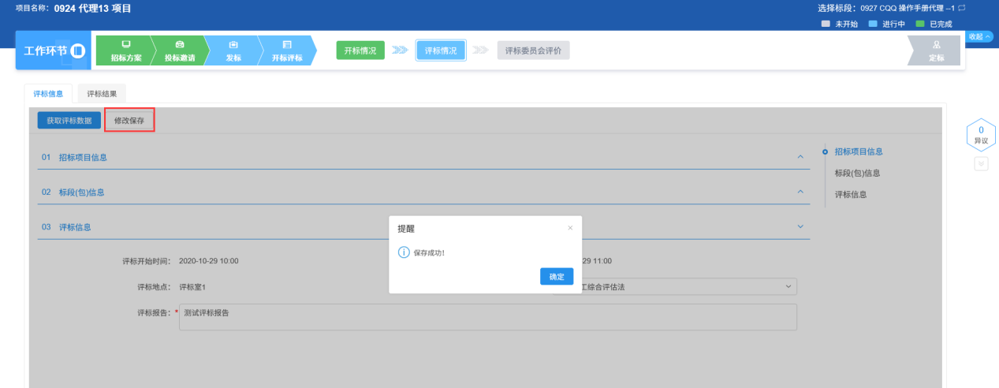 项目名称: 0924 代理13 项目
选择标段: 0927 CQQ 操作手册代理 –1
未开始 进行中 已完成
收起
工作环节
招标方案 投标邀请 发标 开标评标
开标情况 评标情况 评标委员会评价
定标
评标信息 评标结果
获取评标数据 修改保存
0
异议
01 招标项目信息
02 标段(包)信息
03 评标信息
招标项目信息
标段(包)信息
评标信息
提醒
保存成功!
确定
评标开始时间: 2020-10-29 10:00
29 11:00
评标地点: 评标室1
工综合评估法
评标报告: * 测试评标报告